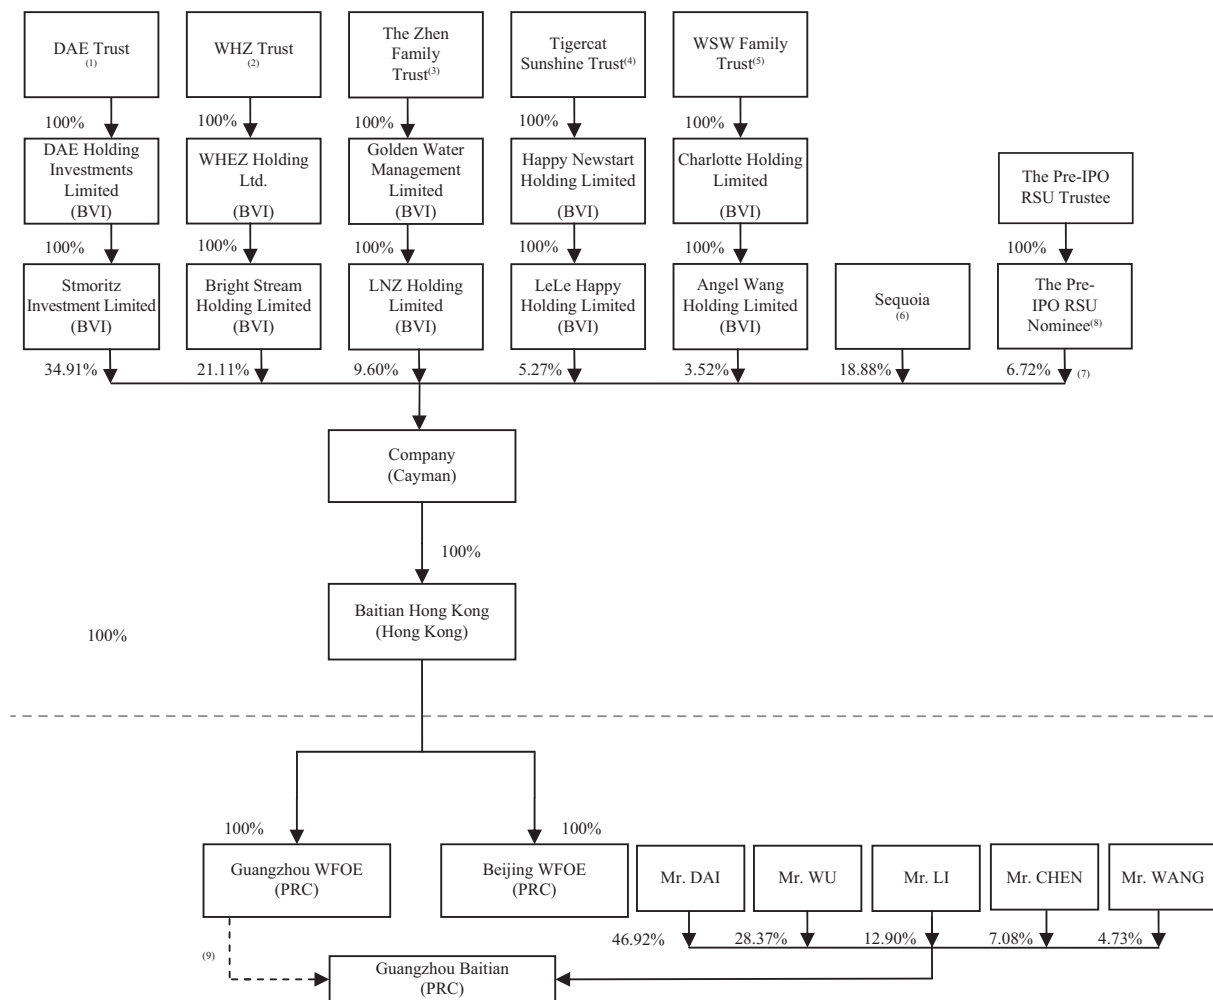 DAE Trust
(1)
WHZ Trust
(2)
The Zhen
Family
Trust(3)
Tigercat
Sunshine Trust(4)
WSW Family
Trust(5)
100%
100%
100%
100%
100%
DAE Holding
Investments
Limited
(BVI)
WHEZ Holding
Ltd.
(BVI)
Golden Water
Management
Limited
(BVI)
Happy Newstart
Holding Limited
(BVI)
Charlotte Holding
Limited
(BVI)
The Pre-IPO
RSU Trustee
100%
100%
100%
100%
100%
100%
Stmoritz
Investment Limited
(BVI)
Bright Stream
Holding Limited
(BVI)
LNZ Holding
Limited
(BVI)
LeLe Happy
Holding Limited
(BVI)
Angel Wang
Holding Limited
(BVI)
Sequoia
(6)
The Pre-
IPO RSU
Nominee(8)
34.91%
21.11%
9.60%
5.27%
3.52%
18.88%
6.72%
(7)
Company
(Cayman)
100%
Baitian Hong Kong
(Hong Kong)
100%
100%
100%
Guangzhou WFOE
(PRC)
Beijing WFOE
(PRC)
Mr. DAI
Mr. WU
Mr. LI
Mr. CHEN
Mr. WANG
46.92%
28.37%
12.90%
7.08%
4.73%
(9)
Guangzhou Baitian
(PRC)